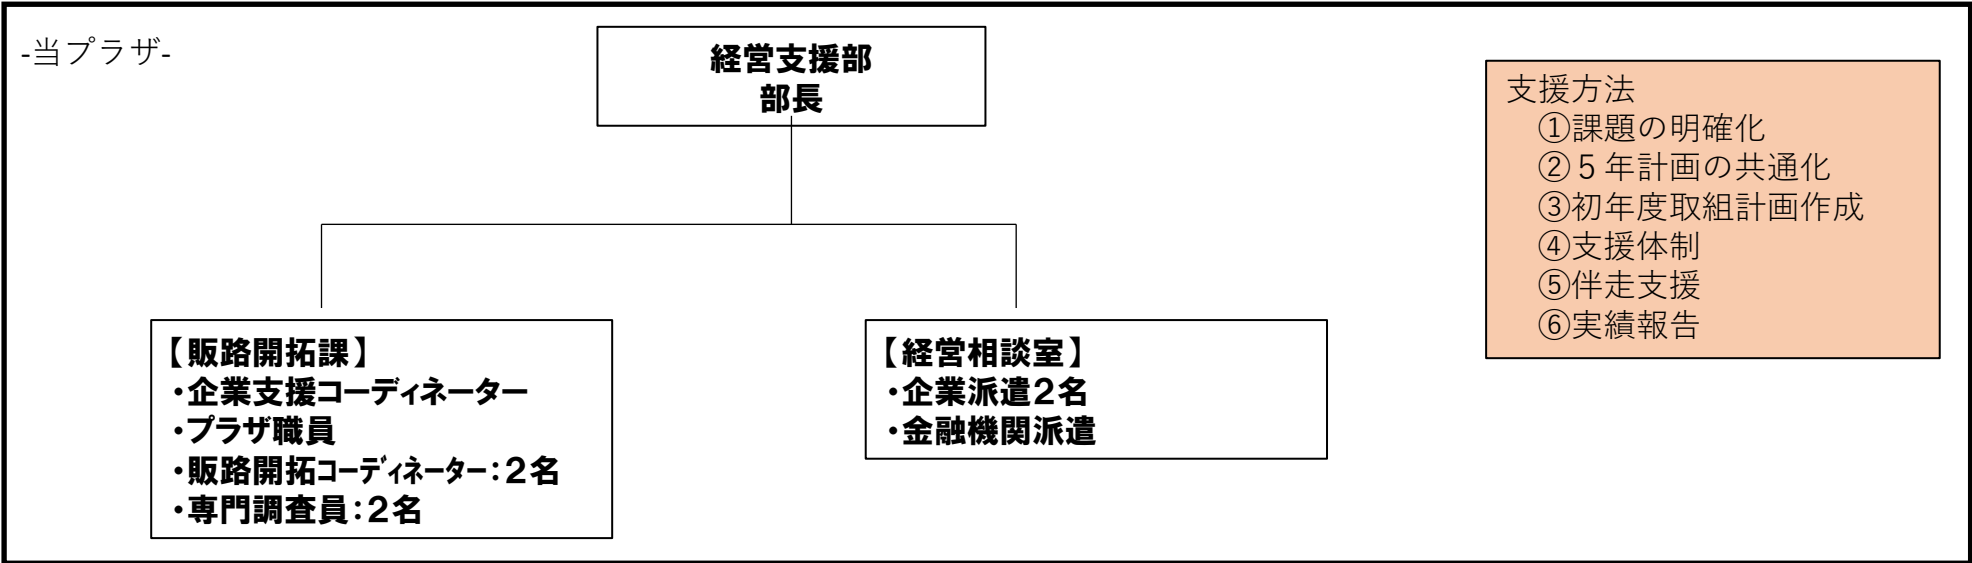 -当プラザ-
経営支援部
部長
支援方法
①課題の明確化
②５年計画の共通化
③初年度取組計画作成
④支援体制
⑤伴走支援
⑥実績報告
【販路開拓課】
・企業支援コーディネーター
・プラザ職員
・販路開拓ｺｰﾃﾞｨﾈｰﾀｰ：２名
・専門調査員：２名
【経営相談室】
・企業派遣２名
・金融機関派遣